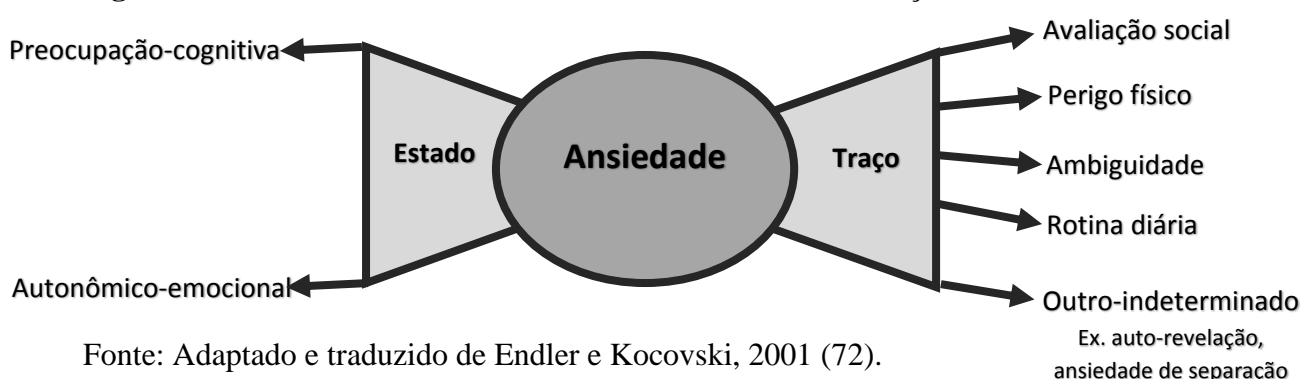 Preocupação-cognitiva
Autonômico-emocional
Estado
Ansiedade
Traço
Avaliação social
Perigo físico
Ambiguidade
Rotina diária
Outro-indeterminado
Ex. auto-revelação,
ansiedade de separação
Fonte: Adaptado e traduzido de Endler e Kocovski, 2001 (72).